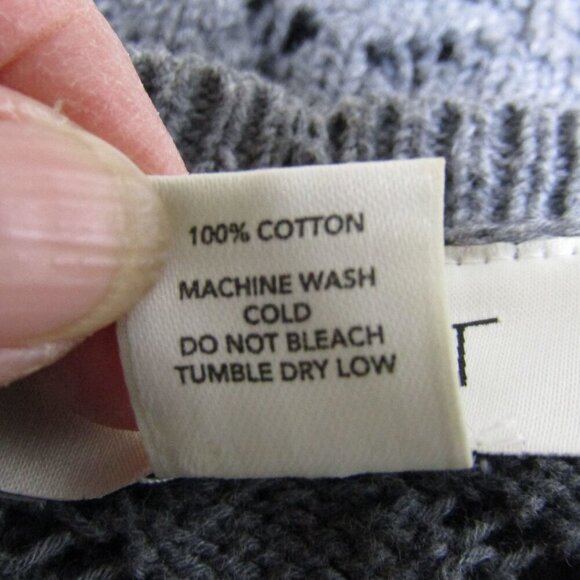 100% COTTON
MACHINE WASH
COLD
DO NOT BLEACH
TUMBLE DRY LOW